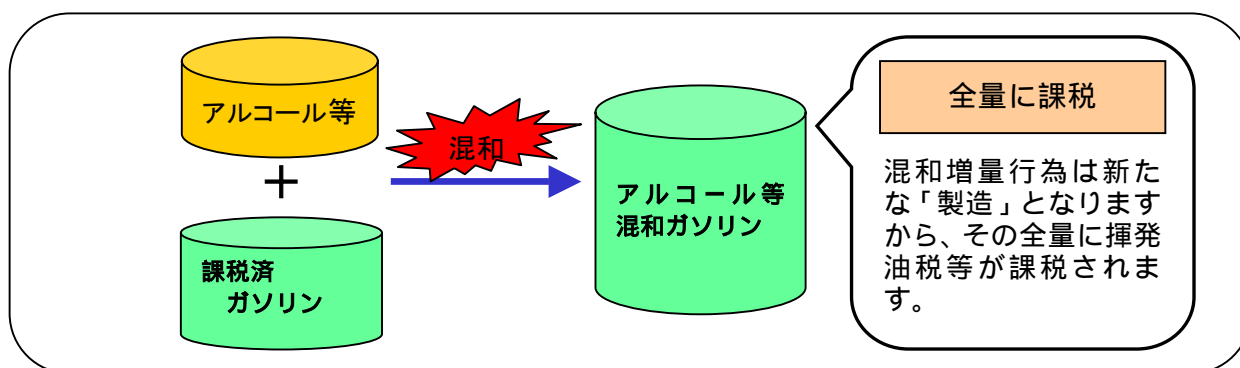 アルコール等
+
課税済
ガソリン
混和
アルコール等
混和ガソリン
全量に課税
混和増量行為は新た
な「製造」となります
から、その全量に揮発
油税等が課税されま
す。